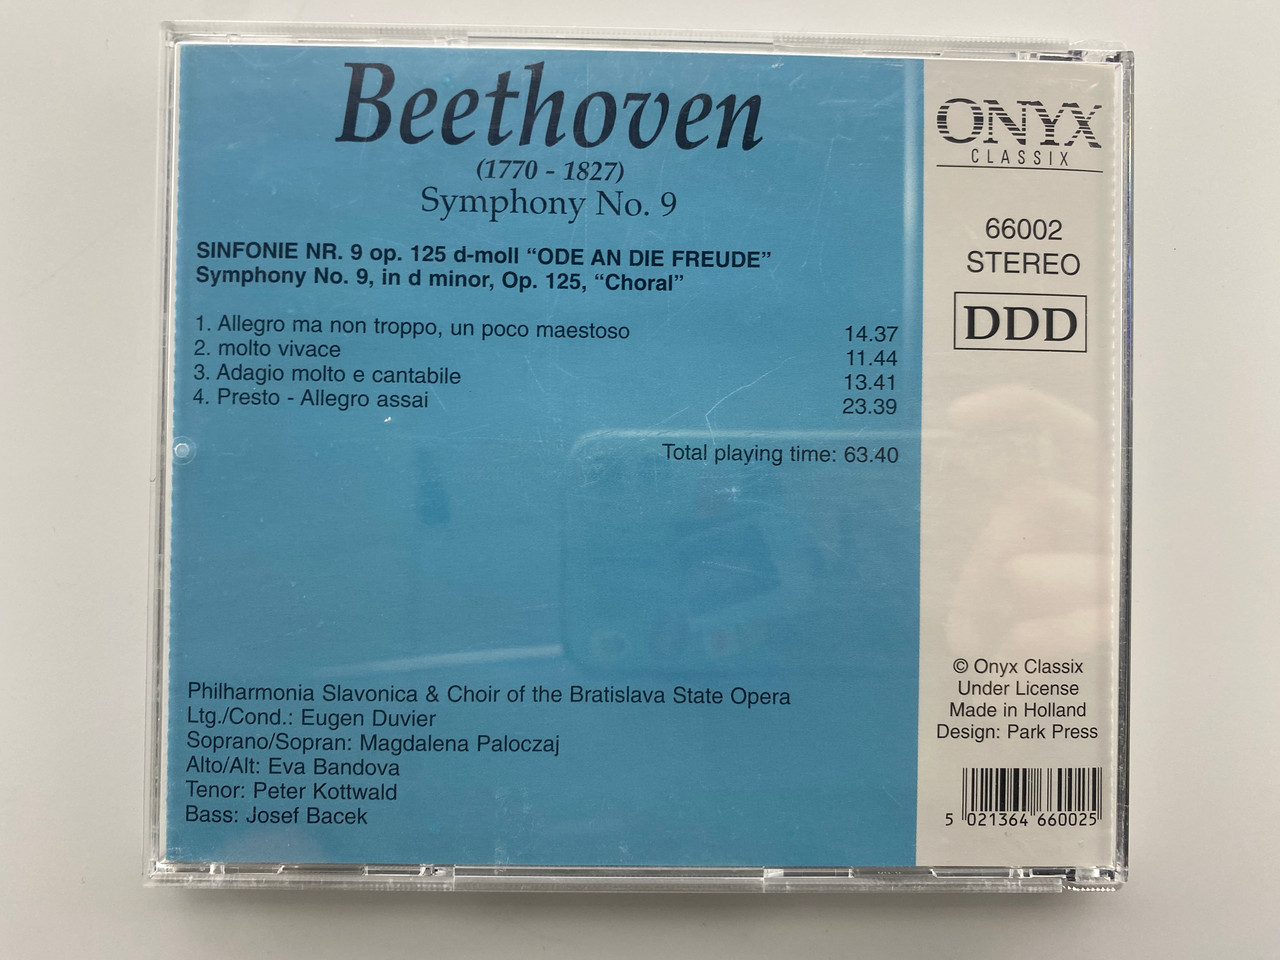 Beethoven
(1770 - 1827)
Symphony No. 9
SINFONIE NR. 9 op. 125 d-moll “ODE AN DIE FREUDE”
Symphony No. 9, in d minor, Op. 125, “Choral”
1. Allegro ma non troppo, un poco maestoso 14.37
2. molto vivace 11.44
3. Adagio molto e cantabile 13.41
4. Presto - Allegro assai 23.39
Total playing time: 63.40
Philharmonia Slavonica & Choir of the Bratislava State Opera
Ltg./Cond.: Eugen Duvier
Soprano/Sopran: Magdalena Paloczaj
Alto/Alt: Eva Bandova
Tenor: Peter Kottwald
Bass: Josef Bacek
ONYX
CLASSIX
66002
STEREO
DDD
© Onyx Classix
Under License
Made in Holland
Design: Park Press
5 021364 660025